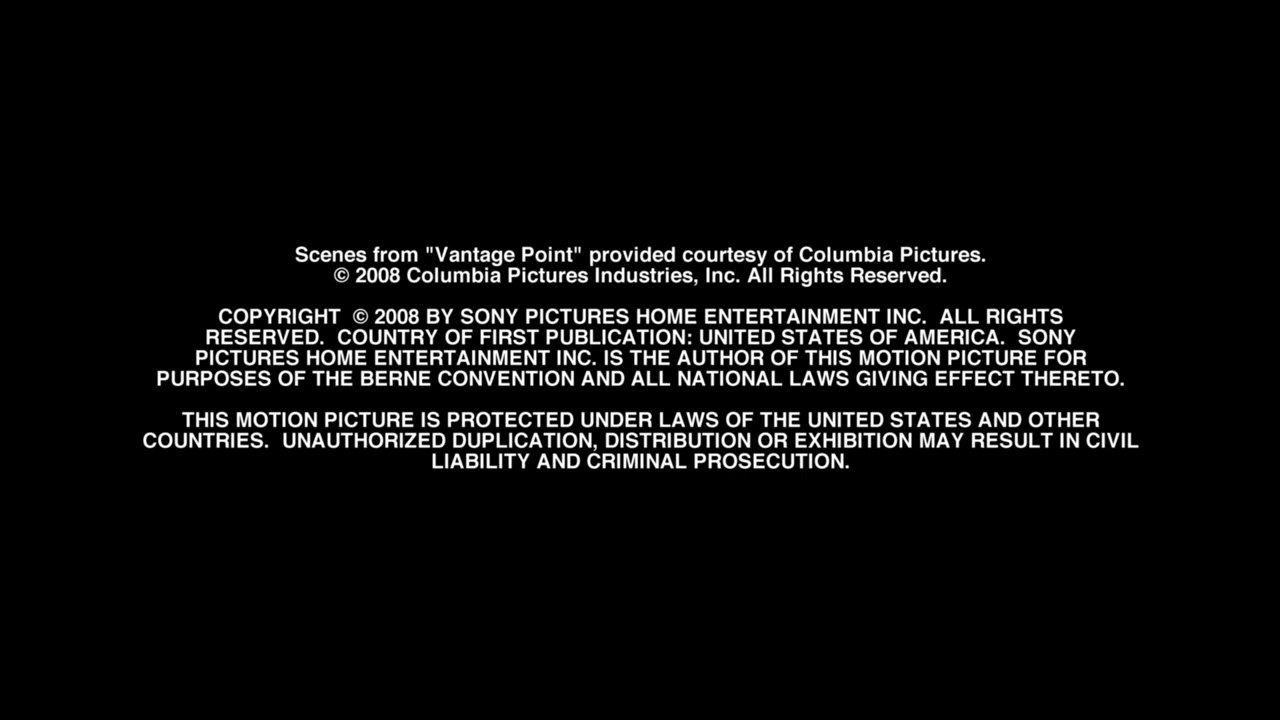 Scenes from "Vantage Point" provided courtesy of Columbia Pictures.
© 2008 Columbia Pictures Industries, Inc. All Rights Reserved.
COPYRIGHT © 2008 BY SONY PICTURES HOME ENTERTAINMENT INC. ALL RIGHTS
RESERVED. COUNTRY OF FIRST PUBLICATION: UNITED STATES OF AMERICA. SONY
PICTURES HOME ENTERTAINMENT INC. IS THE AUTHOR OF THIS MOTION PICTURE FOR
PURPOSES OF THE BERNE CONVENTION AND ALL NATIONAL LAWS GIVING EFFECT THERETO.
THIS MOTION PICTURE IS PROTECTED UNDER LAWS OF THE UNITED STATES AND OTHER
COUNTRIES. UNAUTHORIZED DUPLICATION, DISTRIBUTION OR EXHIBITION MAY RESULT IN CIVIL
LIABILITY AND CRIMINAL PROSECUTION.